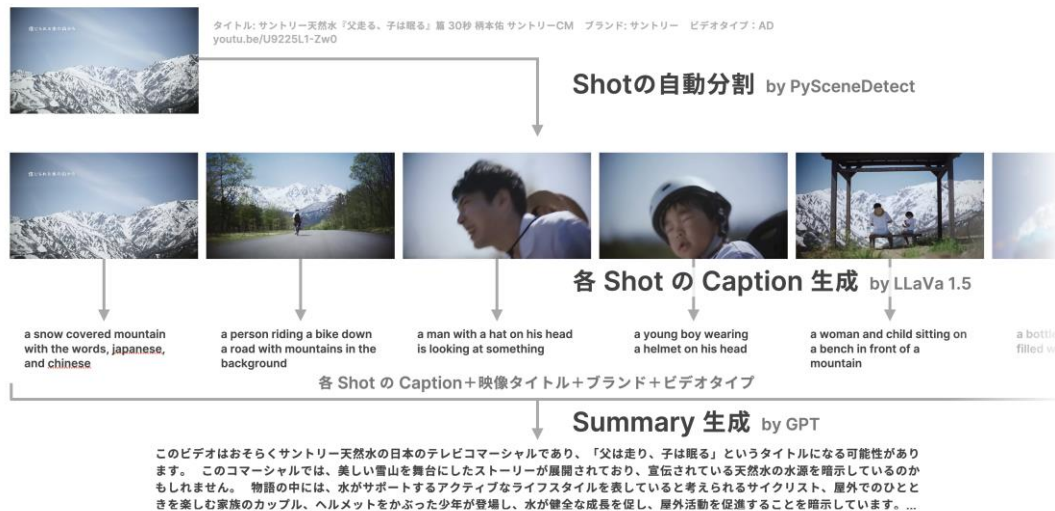 タイトル: サントリー天然水『父走る、子は眠る』篇 30秒 柄本佑 サントリーCM　ブランド: サントリー　ビデオタイプ：AD
youtu.be/U9225L1-Zw0
Shotの自動分割 by PySceneDetect
各 Shot の Caption 生成 by LLaVa 1.5
a snow covered mountain
with the words, japanese,
and chinese
a person riding a bike down
a road with mountains in the
background
a man with a hat on his head
is looking at something
a young boy wearing
a helmet on his head
a woman and child sitting on
a bench in front of a
mountain
a bottle
filled w
各 Shot の Caption＋映像タイトル＋ブランド＋ビデオタイプ
Summary 生成 by GPT
このビデオはおそらくサントリー天然水の日本のテレビコマーシャルであり、「父は走り、子は眠る」というタイトルになる可能性があり
ます。 このコマーシャルでは、美しい雪山を舞台にしたストーリーが展開されており、宣伝されている天然水の水源を暗示しているのか
もしれません。 物語の中には、水がサポートするアクティブなライフスタイルを表していると考えられるサイクリスト、屋外でのひとと
きを楽しむ家族のカップル、ヘルメットをかぶった少年が登場し、水が健全な成長を促し、屋外活動を促進することを暗示しています。...